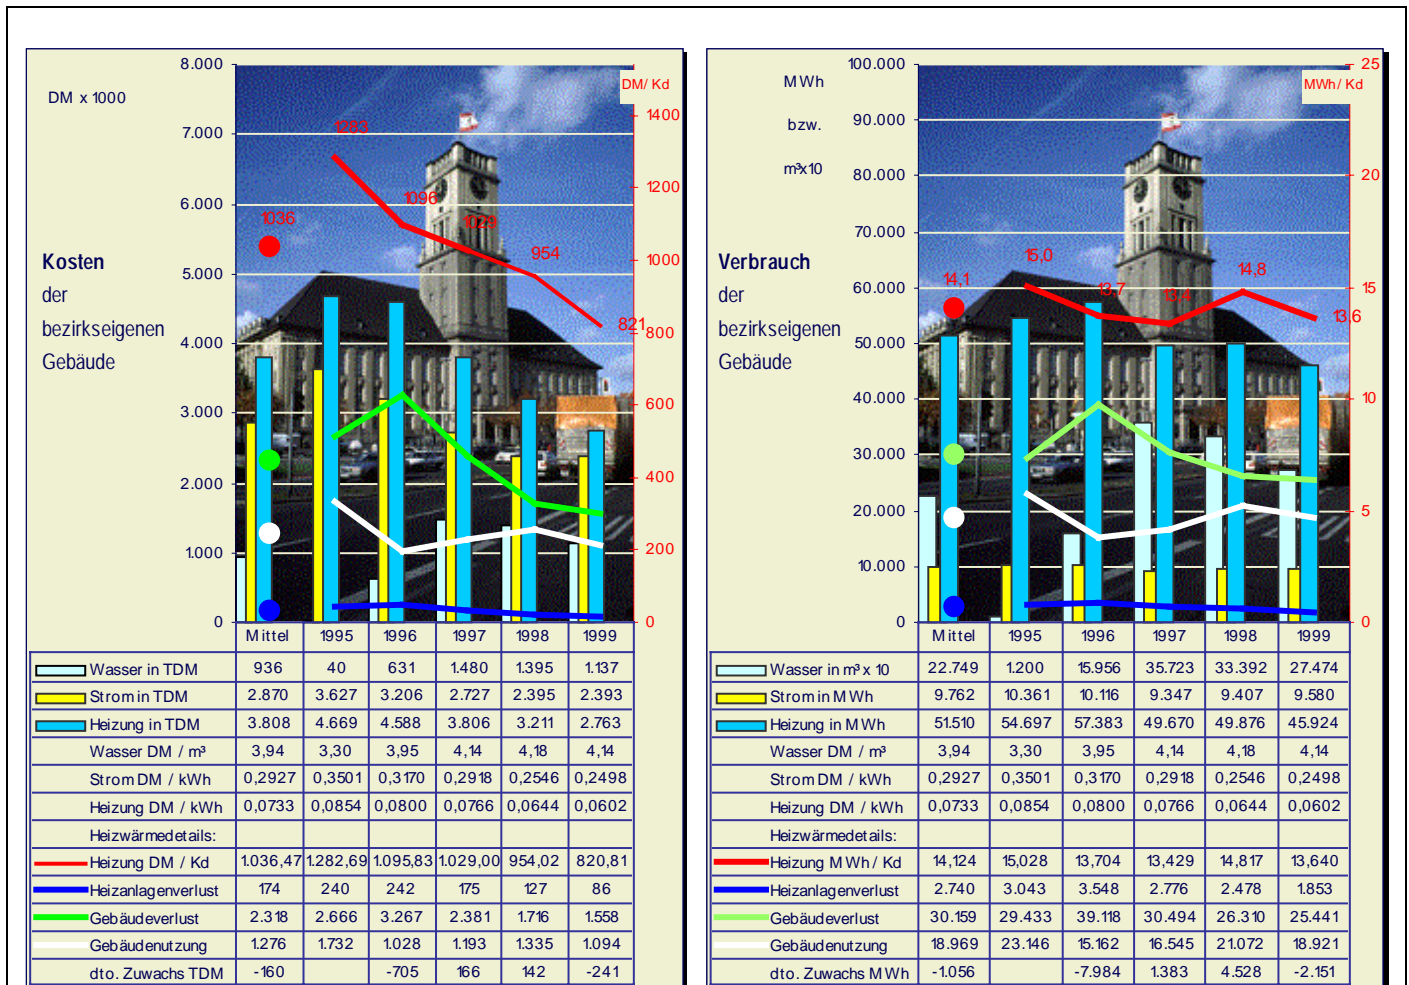 8.000
DM x 1000
7.000
6.000
5.000
4.000
3.000
2.000
1.000
0
Kosten
der
bezirkseigenen
Gebäude
DM/ Kd
1400
1200
1000
800
600
400
200
0
1283
1096
1029
954
821
1036
Mittel 1995 1996 1997 1998 1999
Wasser in TDM 936 40 631 1.480 1.395 1.137
Strom in TDM 2.870 3.627 3.206 2.727 2.395 2.393
Heizung in TDM 3.808 4.669 4.588 3.806 3.211 2.763
Wasser DM / m³ 3,94 3,30 3,95 4,14 4,18 4,14
Strom DM / kWh 0,2927 0,3501 0,3170 0,2918 0,2546 0,2498
Heizung DM / kWh 0,0733 0,0854 0,0800 0,0766 0,0644 0,0602
Heizwärmedetails:
Heizung DM / Kd 1.036,47 1.282,69 1.095,83 1.029,00 954,02 820,81
Heizanlagenverlust 174 240 242 175 127 86
Gebäudeverlust 2.318 2.666 3.267 2.381 1.716 1.558
Gebäudenutzung 1.276 1.732 1.028 1.193 1.335 1.094
dto. Zuwachs TDM -160 -705 166 142 -241
MWh
bzw.
m³x10
100.000
90.000
80.000
70.000
60.000
50.000
40.000
30.000
20.000
10.000
0
Verbrauch
der
bezirkseigenen
Gebäude
MWh/ Kd
25
20
15
10
5
0
14,1
15,0
13,7
13,4
14,8
13,6
Mittel 1995 1996 1997 1998 1999
Wasser in m³ x 10 22.749 1.200 15.956 35.723 33.392 27.474
Strom in MWh 9.762 10.361 10.116 9.347 9.407 9.580
Heizung in MWh 51.510 54.697 57.383 49.670 49.876 45.924
Wasser DM / m³ 3,94 3,30 3,95 4,14 4,18 4,14
Strom DM / kWh 0,2927 0,3501 0,3170 0,2918 0,2546 0,2498
Heizung DM / kWh 0,0733 0,0854 0,0800 0,0766 0,0644 0,0602
Heizwärmedetails:
Heizung MWh/ Kd 14,124 15,028 13,704 13,429 14,817 13,640
Heizanlagenverlust 2.740 3.043 3.548 2.776 2.478 1.853
Gebäudeverlust 30.159 29.433 39.118 30.494 26.310 25.441
Gebäudenutzung 18.969 23.146 15.162 16.545 21.072 18.921
dto. Zuwachs MWh -1.056 -7.984 1.383 4.528 -2.151